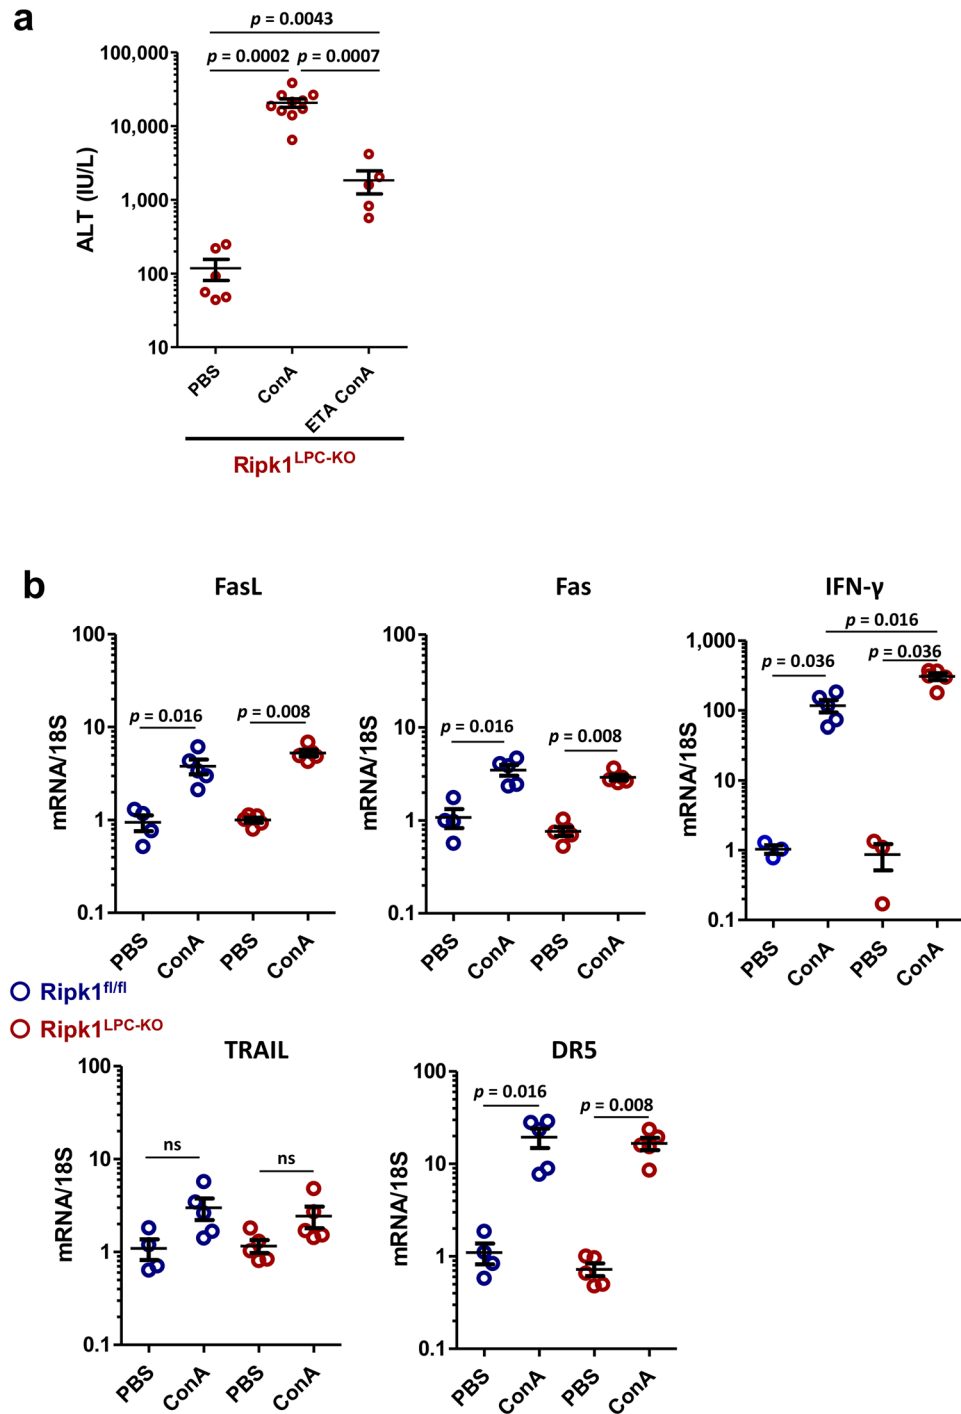 a
p = 0.0043
p = 0.0002 p = 0.0007
100,000
10,000
1,000
100
10
ALT (IU/L)
PBS
ConA
ETA ConA
Ripk1LPC-KO
b
FasL
100
10
1
0.1
mRNA/18S
p = 0.016
p = 0.008
PBS
ConA
PBS
ConA
Fas
100
10
1
0.1
mRNA/18S
p = 0.016
p = 0.008
PBS
ConA
PBS
ConA
IFN-γ
1,000
100
10
1
0.1
mRNA/18S
p = 0.016
p = 0.036
p = 0.036
PBS
ConA
PBS
ConA
Ripk1fl/fl
Ripk1LPC-KO
TRAIL
100
10
1
0.1
mRNA/18S
ns
ns
PBS
ConA
PBS
ConA
DR5
100
10
1
0.1
mRNA/18S
p = 0.016
p = 0.008
PBS
ConA
PBS
ConA